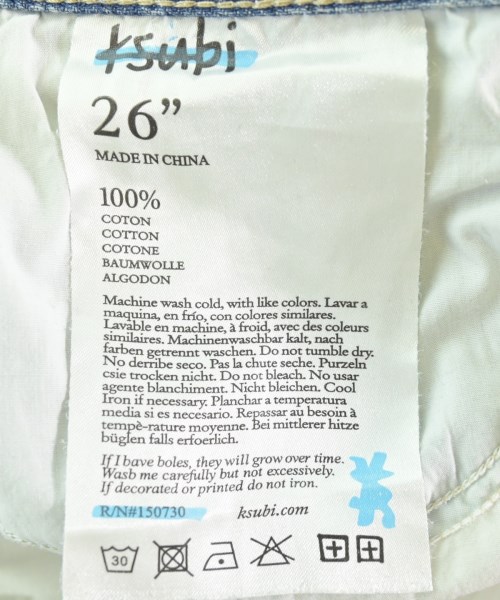 ksubi
26”
MADE IN CHINA
100%
COTON
COTTON
COTONE
BAUMWOLLE
ALGODON
Machine wash cold, with like colors. Lavar a
maquina, en frío, con colores similares.
Lavable en machine, à froid, avec des coleurs
similaires. Machinenwaschbar kalt, nach
farben getrennt waschen. Do not tumble dry.
No derribe seco. Pas la chute seche. Purzeln
csie trocken nicht. Do not bleach. No usar
agente blanchiment. Nicht bleichen. Cool
Iron if necessary. Planchar a temperatura
media si es necesario. Repassar au besoin à
tempè-rature moyenne. Bei mittlerer hitze
büglen falls erfoerlich.
If I have holes, they will grow over time.
Wash me carefully but not excessively.
If decorated or printed do not iron.
R/N#150730 ksubi.com
30